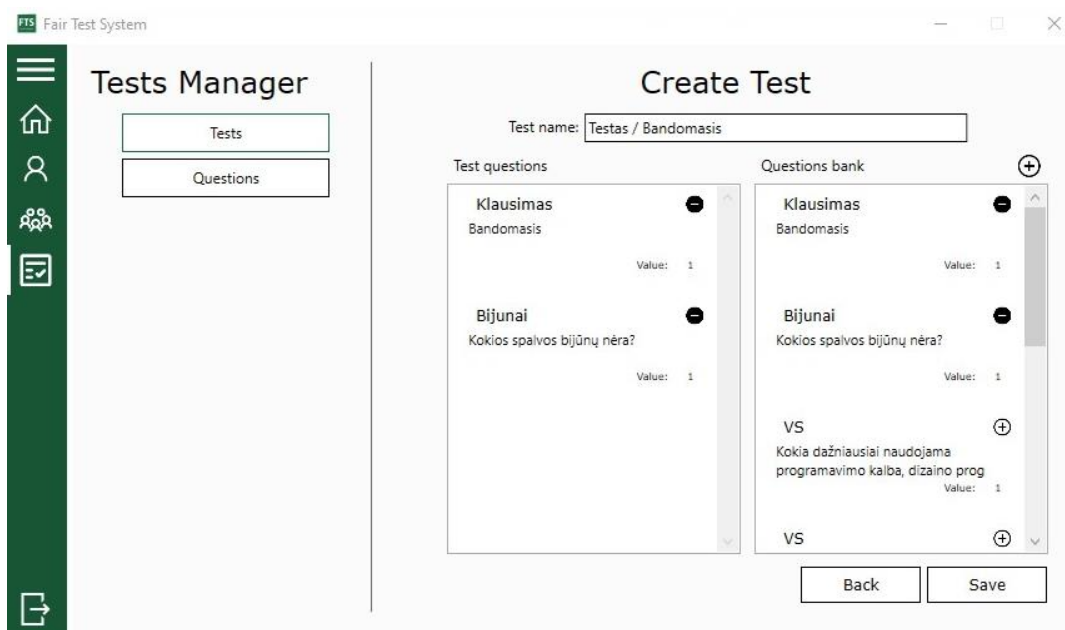 FTS Fair Test System
Tests Manager
Tests
Questions
Create Test
Test name: Testas / Bandomasis
Test questions
Klausimas
Bandomasis
Value: 1
Bijunai
Kokios spalvos bijūnų nėra?
Value: 1
Questions bank
Klausimas
Bandomasis
Value: 1
Bijunai
Kokios spalvos bijūnų nėra?
Value: 1
VS
Kokia dažniausiai naudojama
programavimo kalba, dizaino prog
Value: 1
VS
Back
Save